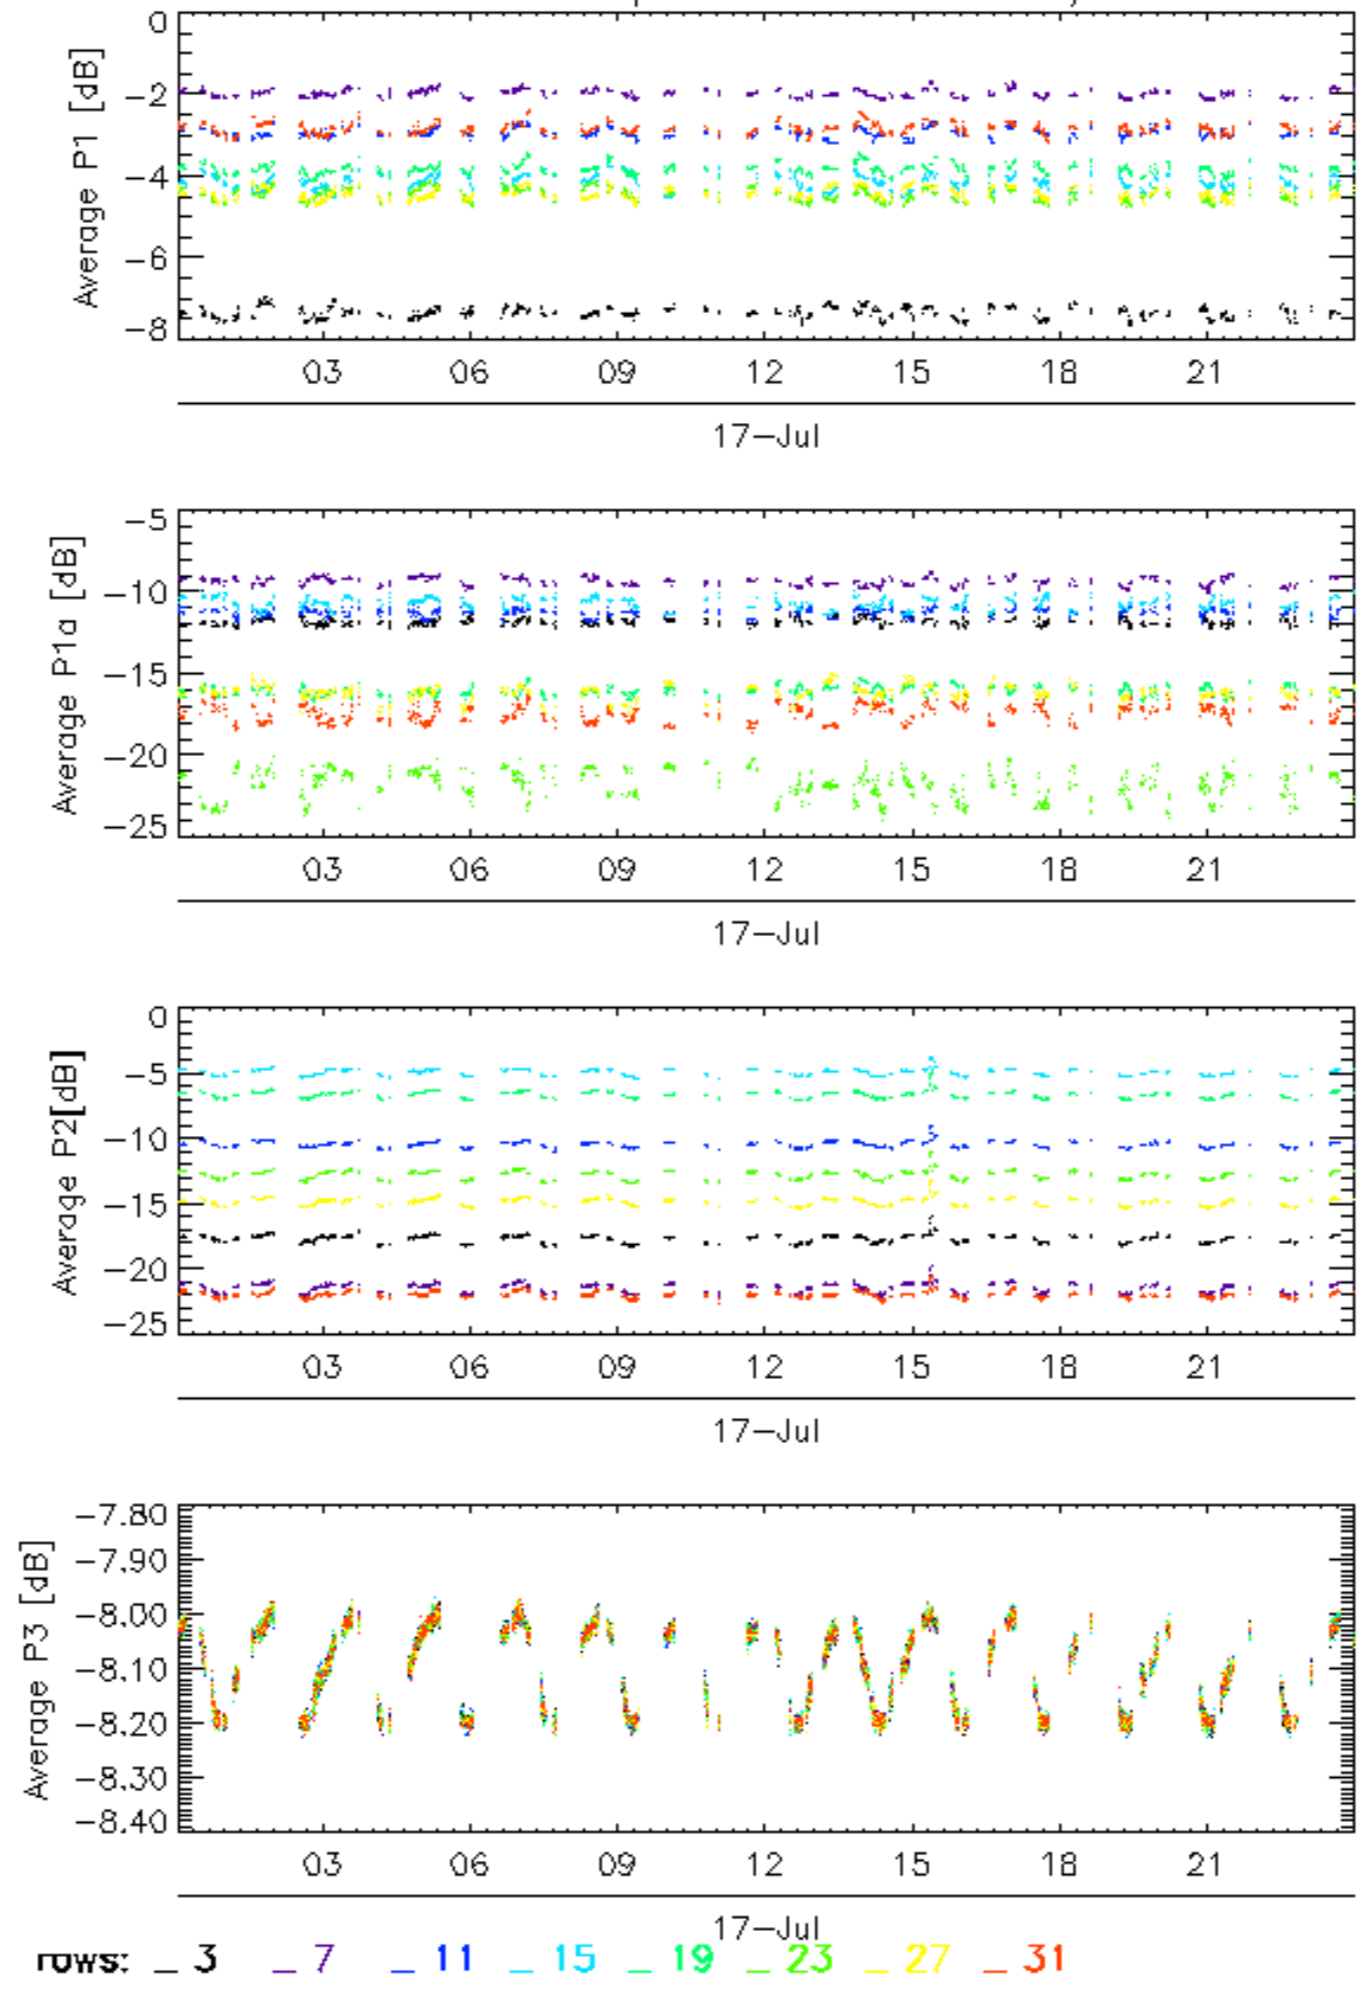 0
-2
-4
-6
-8
Average P1 [dB]
03 06 09 12 15 18 21
17-Jul
-5
-10
-15
-20
-25
Average P1a [dB]
03 06 09 12 15 18 21
17-Jul
0
-5
-10
-15
-20
-25
Average P2[dB]
03 06 09 12 15 18 21
17-Jul
-7.80
-7.90
-8.00
-8.10
-8.20
-8.30
-8.40
Average P3 [dB]
03 06 09 12 15 18 21
17-Jul
rows: _ 3 _ 7 _ 11 _ 15 _ 19 _ 23 _ 27 _ 31